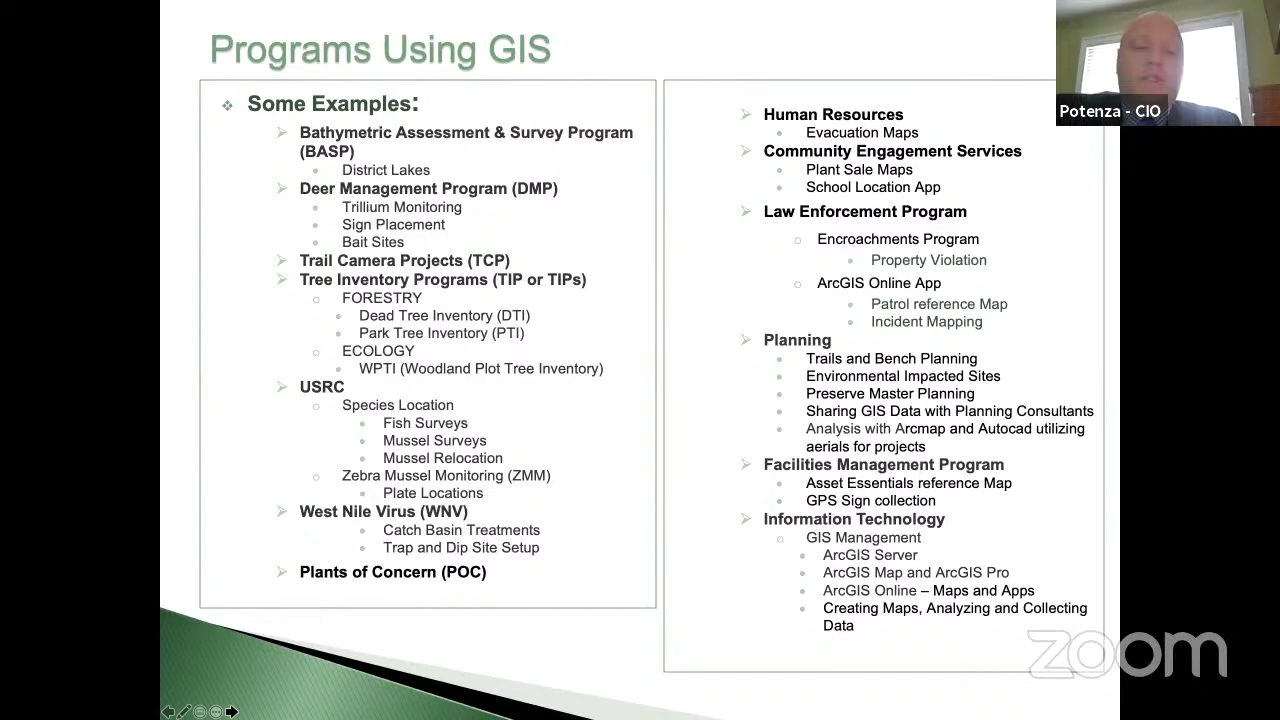 Programs Using GIS
Some Examples:
Bathymetric Assessment & Survey Program
(BASP)
District Lakes
Deer Management Program (DMP)
Trillium Monitoring
Sign Placement
Bait Sites
Trail Camera Projects (TCP)
Tree Inventory Programs (TIP or TIPs)
FORESTRY
Dead Tree Inventory (DTI)
Park Tree Inventory (PTI)
ECOLOGY
WPTI (Woodland Plot Tree Inventory)
USRC
Species Location
Fish Surveys
Mussel Surveys
Mussel Relocation
Zebra Mussel Monitoring (ZMM)
Plate Locations
West Nile Virus (WNV)
Catch Basin Treatments
Trap and Dip Site Setup
Plants of Concern (POC)
Human Resources
Evacuation Maps
Community Engagement Services
Plant Sale Maps
School Location App
Law Enforcement Program
Encroachments Program
Property Violation
ArcGIS Online App
Patrol reference Map
Incident Mapping
Planning
Trails and Bench Planning
Environmental Impacted Sites
Preserve Master Planning
Sharing GIS Data with Planning Consultants
Analysis with Arcmap and Autocad utilizing
aerials for projects
Facilities Management Program
Asset Essentials reference Map
GPS Sign collection
Information Technology
GIS Management
ArcGIS Server
ArcGIS Map and ArcGIS Pro
ArcGIS Online – Maps and Apps
Creating Maps, Analyzing and Collecting
Data
Potenza - CIO
zoom